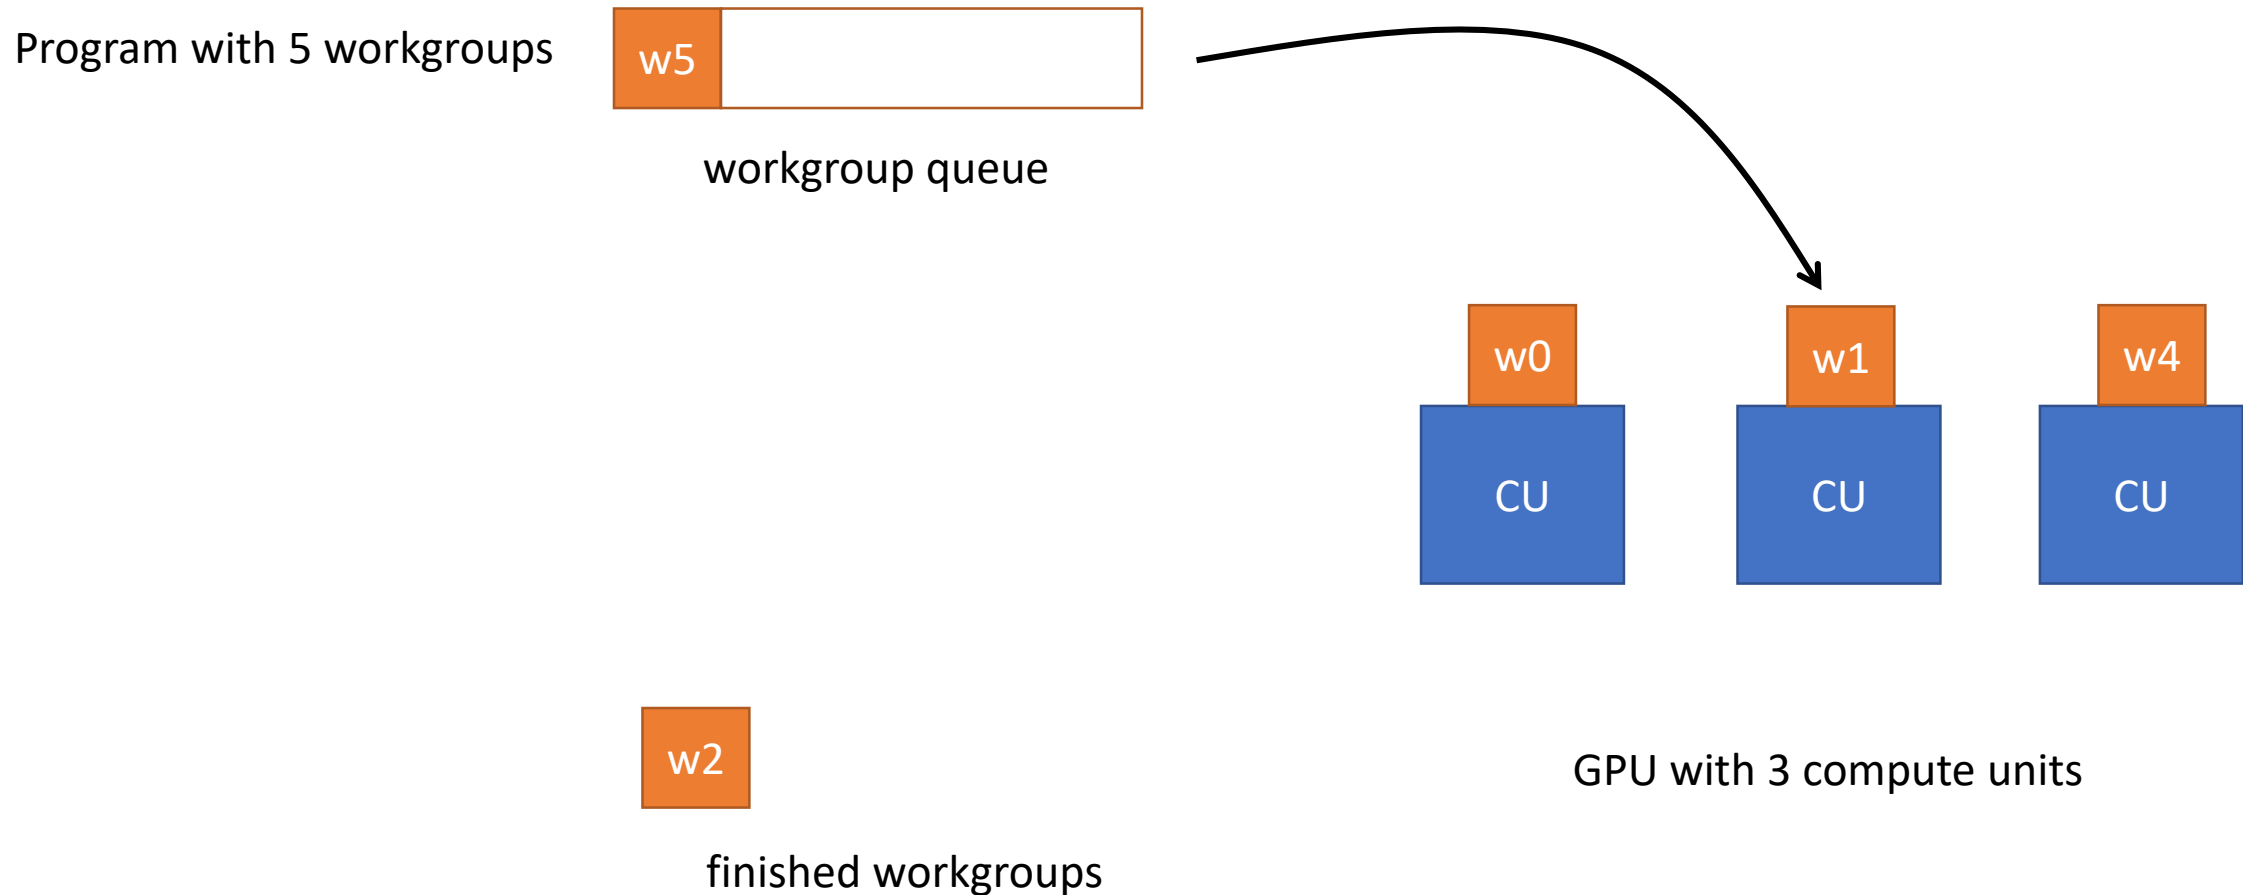 Program with 5 workgroups
w5
workgroup queue
w0
w1
w4
CU
CU
CU
w2
GPU with 3 compute units
finished workgroups